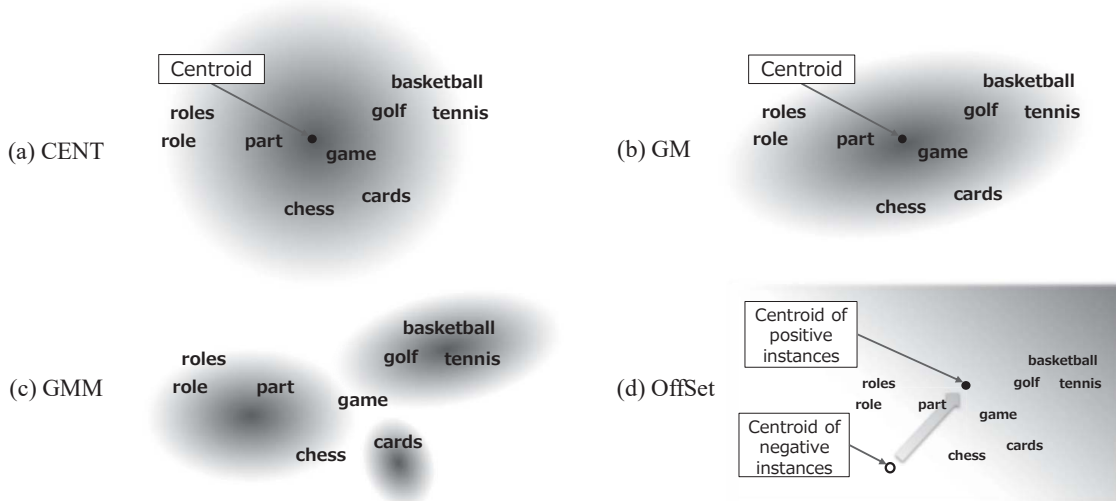 (a) CENT
Centroid
roles
role
part
game
basketball
golf
tennis
cards
chess
(b) GM
Centroid
roles
role
part
game
basketball
golf
tennis
cards
chess
(c) GMM
roles
role
part
game
basketball
golf
tennis
cards
chess
(d) OffSet
Centroid of
positive
instances
roles
role
part
game
basketball
golf
tennis
cards
chess
Centroid of
negative
instances